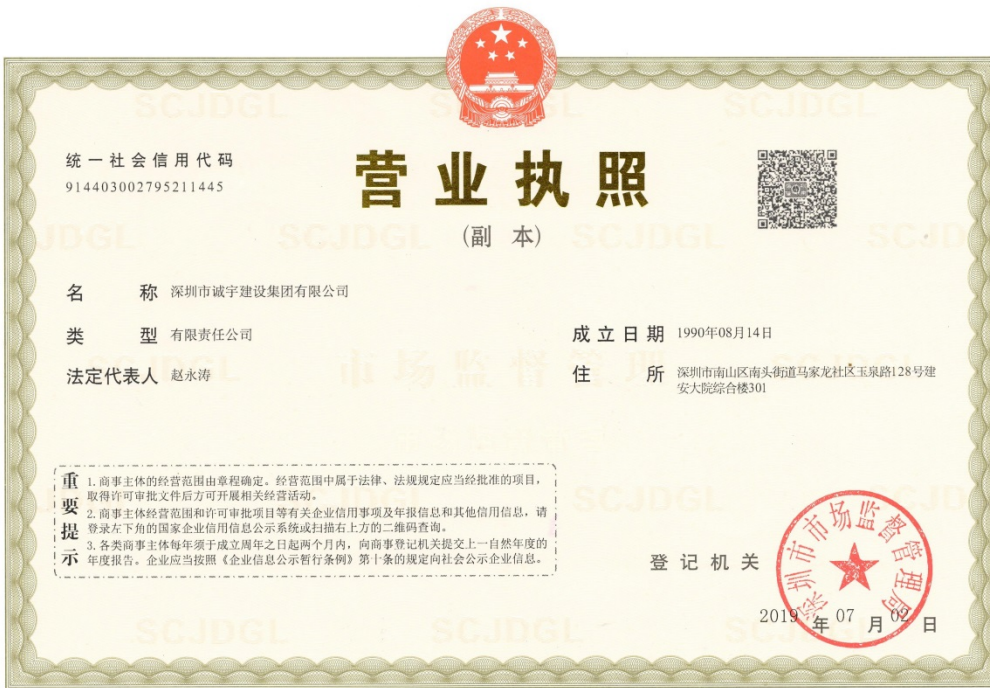 统一社会信用代码
914403002795211445
营业执照
(副 本)
名 称 深圳市诚宇建设集团有限公司
类 型 有限责任公司
法定代表人 赵永涛
成立日期 1990年08月14日
住 所 深圳市南山区南头街道马家龙社区玉泉路128号建
安大院综合楼301
重要提示
1. 商事主体的经营范围由章程确定。经营范围中属于法律、法规规定应当经批准的项目，
取得许可审批文件后方可开展相关经营活动。
2. 商事主体经营范围和许可审批项目等有关企业信用事项及年报信息和其他信用信息，请
登录左下角的国家企业信用信息公示系统或扫描右上方的二维码查询。
3. 各类商事主体每年须于成立周年之日起两个月内，向商事登记机关提交上一自然年度的
年度报告。企业应当按照《企业信息公示暂行条例》第十条的规定向社会公示企业信息。
登记机关
深圳市市场监督管理局
2019 年 07 月 02 日
SCJDGL
市场监督管理